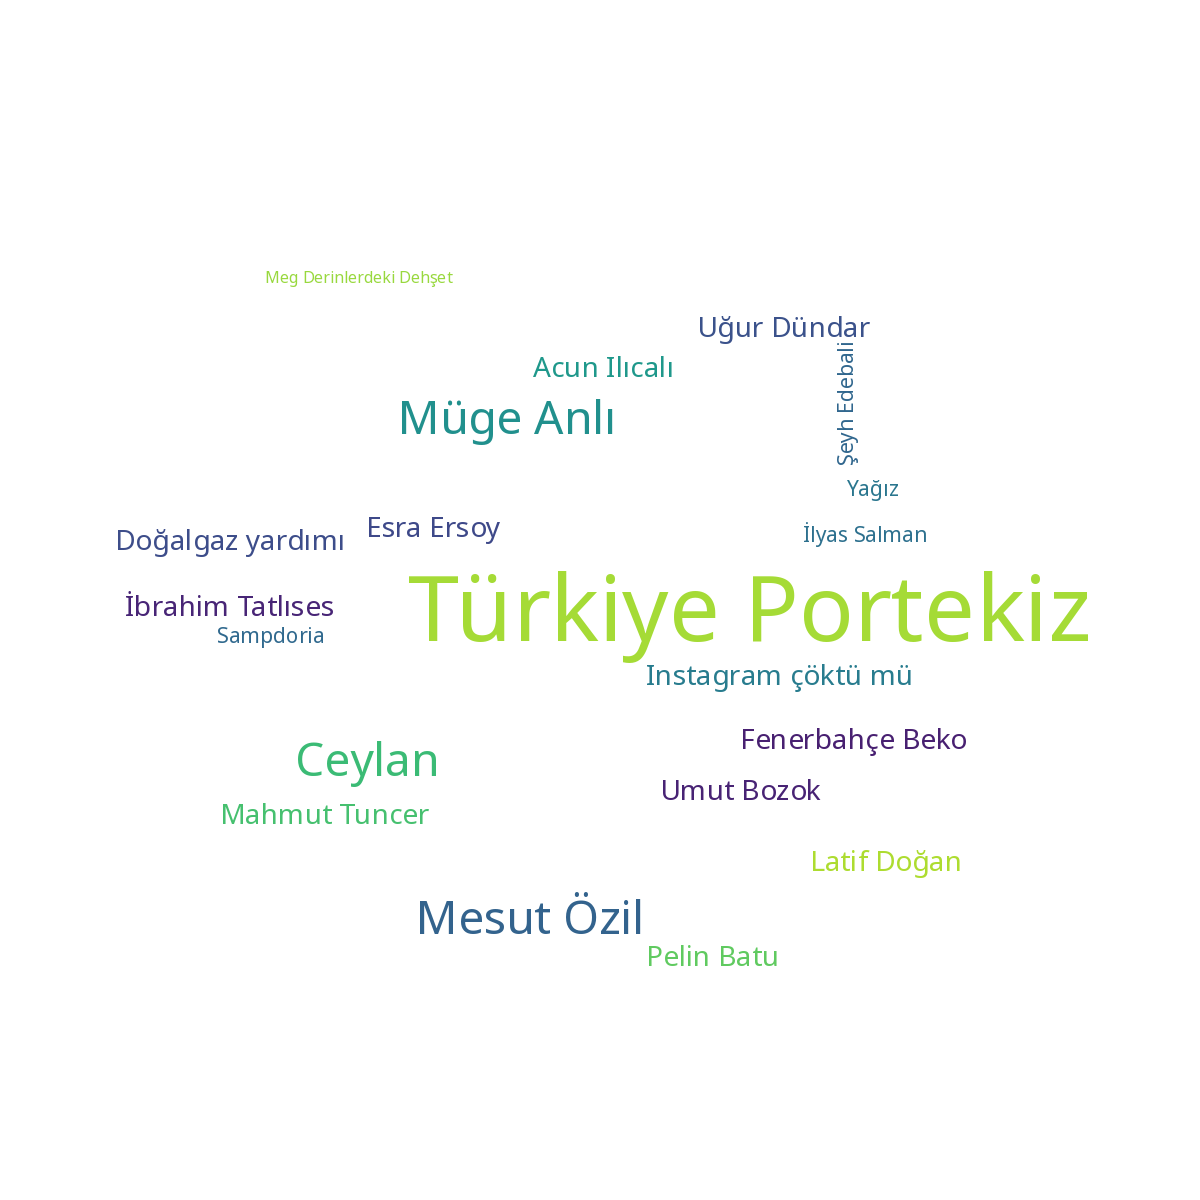 Meg Derinlerdeki Dehşet
Uğur Dündar
Şeyh Edebali
Acun Ilıcalı
Müge Anlı
Yağız
Esra Ersoy
İlyas Salman
Doğalgaz yardımı
Türkiye Portekiz
İbrahim Tatlıses
Sampdoria
Instagram çöktü mü
Fenerbahçe Beko
Ceylan
Umut Bozok
Mahmut Tuncer
Latif Doğan
Mesut Özil
Pelin Batu